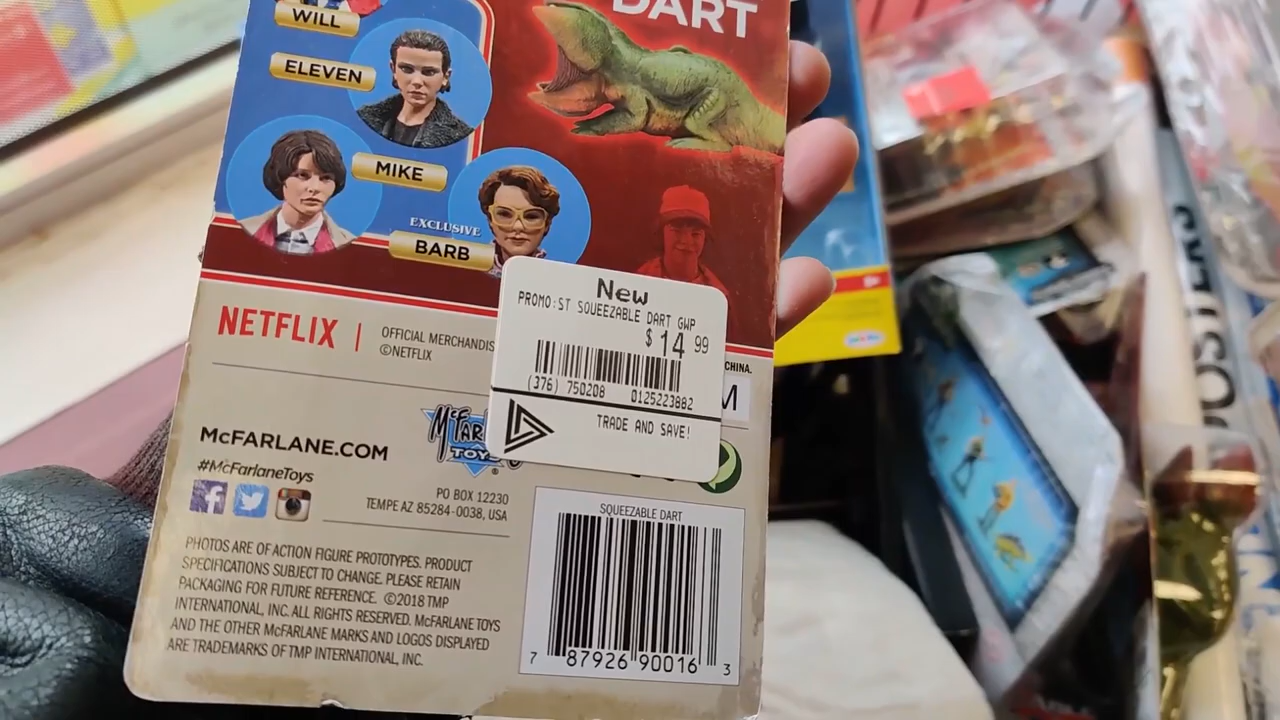 WILL
DART
ELEVEN
MIKE
EXCLUSIVE
BARB
New
PROMO:ST SQUEEZABLE DART GWP
$14 99
(376) 750208 0125223882
TRADE AND SAVE!
NETFLIX
OFFICIAL MERCHANDIS
©NETFLIX
CHINA.
M
McFARLANE.COM
#McFarlaneToys
McFAR
TOYS
PO BOX 12230
TEMPE AZ 85284-0038, USA
SQUEEZABLE DART
7 87926 90016 3
PHOTOS ARE OF ACTION FIGURE PROTOTYPES. PRODUCT
SPECIFICATIONS SUBJECT TO CHANGE. PLEASE RETAIN
PACKAGING FOR FUTURE REFERENCE. ©2018 TMP
INTERNATIONAL, INC. ALL RIGHTS RESERVED. McFARLANE TOYS
AND THE OTHER McFARLANE MARKS AND LOGOS DISPLAYED
ARE TRADEMARKS OF TMP INTERNATIONAL, INC.